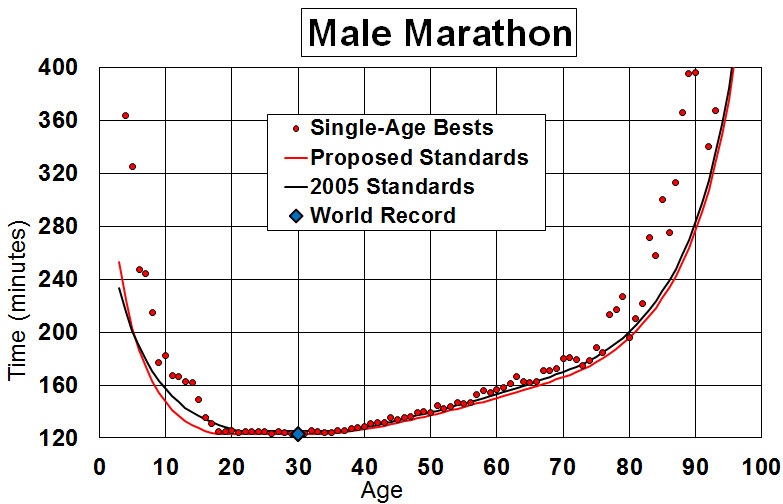 Male Marathon
400
360
320
280
240
200
160
120
Time (minutes)
Single-Age Bests
Proposed Standards
2005 Standards
World Record
0 10 20 30 40 50 60 70 80 90 100
Age